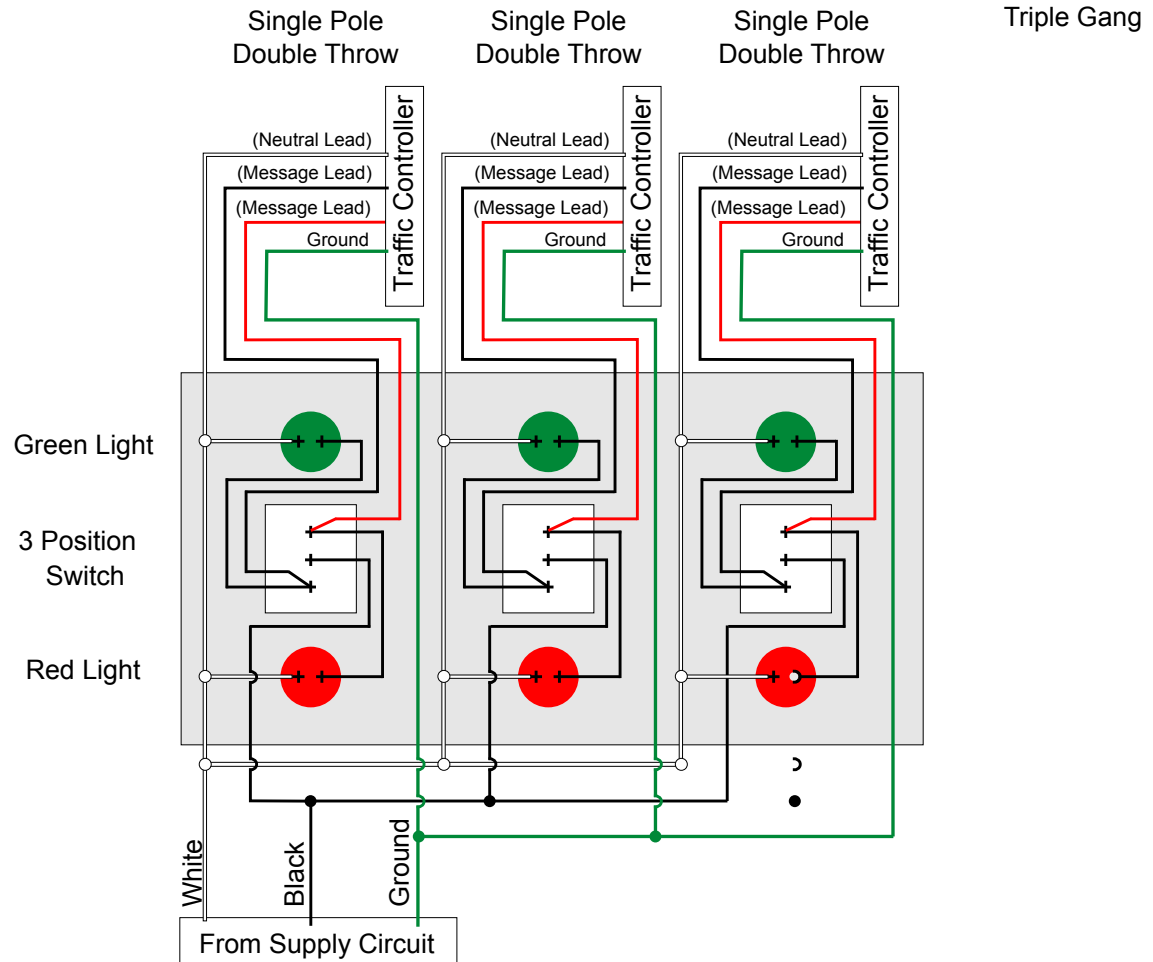 Single Pole
Double Throw
Single Pole
Double Throw
Single Pole
Double Throw
Triple Gang
(Neutral Lead)
(Message Lead)
(Message Lead)
Ground
Traffic Controller
(Neutral Lead)
(Message Lead)
(Message Lead)
Ground
Traffic Controller
(Neutral Lead)
(Message Lead)
(Message Lead)
Ground
Traffic Controller
Green Light
3 Position
Switch
Red Light
White
Black
Ground
From Supply Circuit